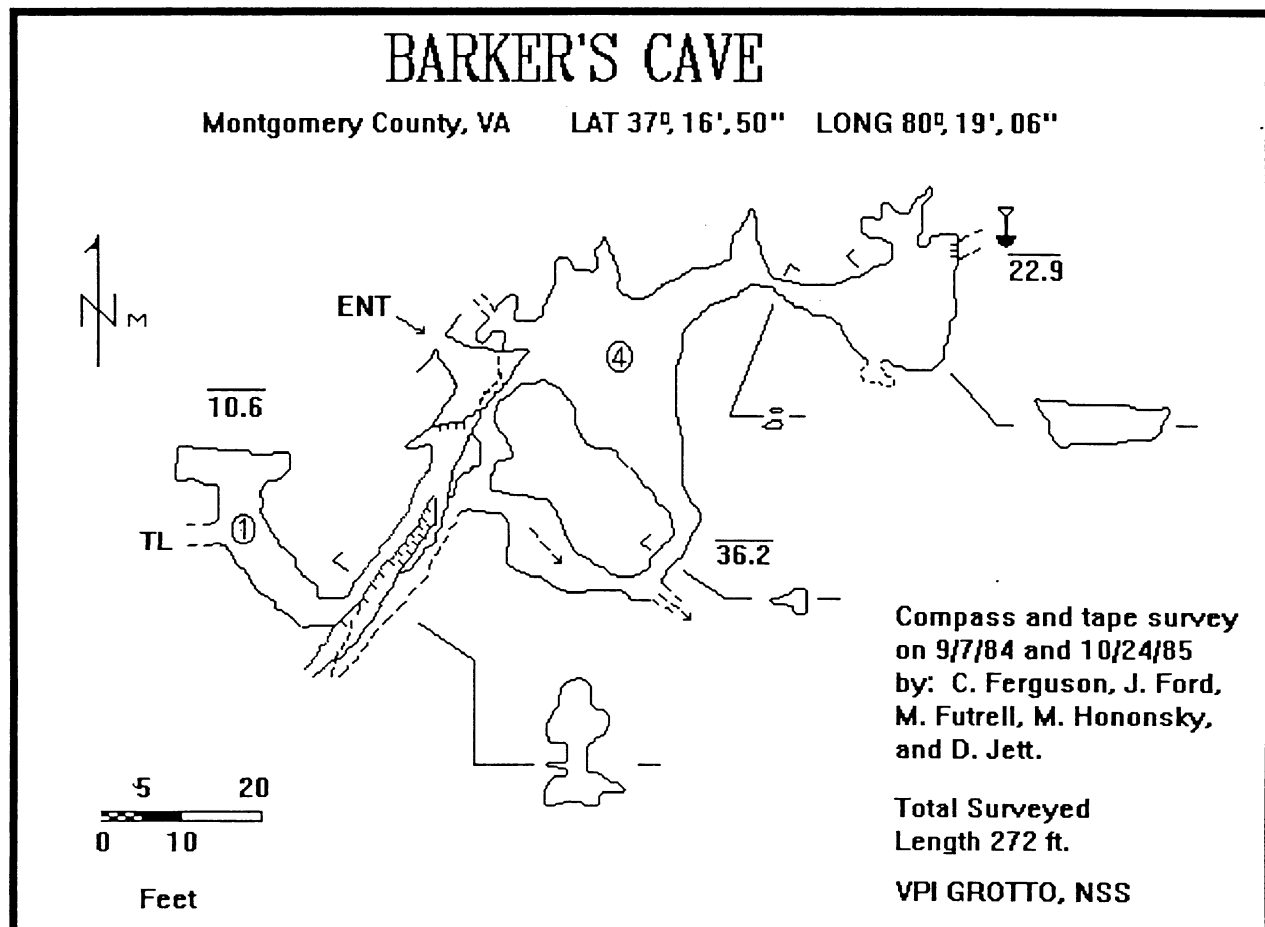 BARKER'S CAVE
Montgomery County, VA LAT 37º, 16', 50" LONG 80º, 19', 06"
N M
ENT
22.9
4
10.6
1
TL
36.2
Compass and tape survey
on 9/7/84 and 10/24/85
by: C. Ferguson, J. Ford,
M. Futrell, M. Hononsky,
and D. Jett.
5 20
0 10
Feet
Total Surveyed
Length 272 ft.
VPI GROTTO, NSS